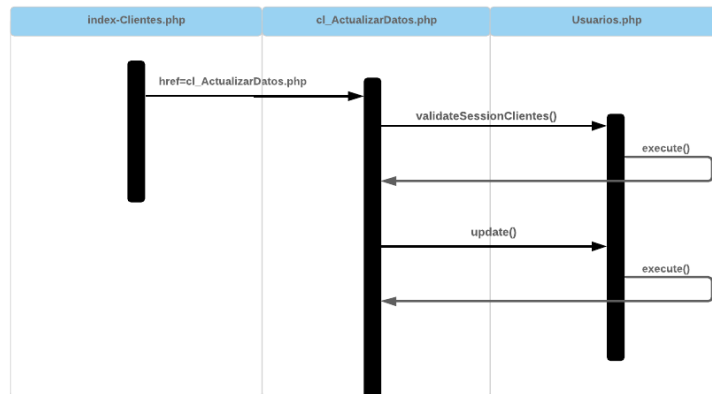 index-Clientes.php
cl_ActualizarDatos.php
Usuarios.php
href=cl_ActualizarDatos.php
validateSessionClientes()
execute()
update()
execute()